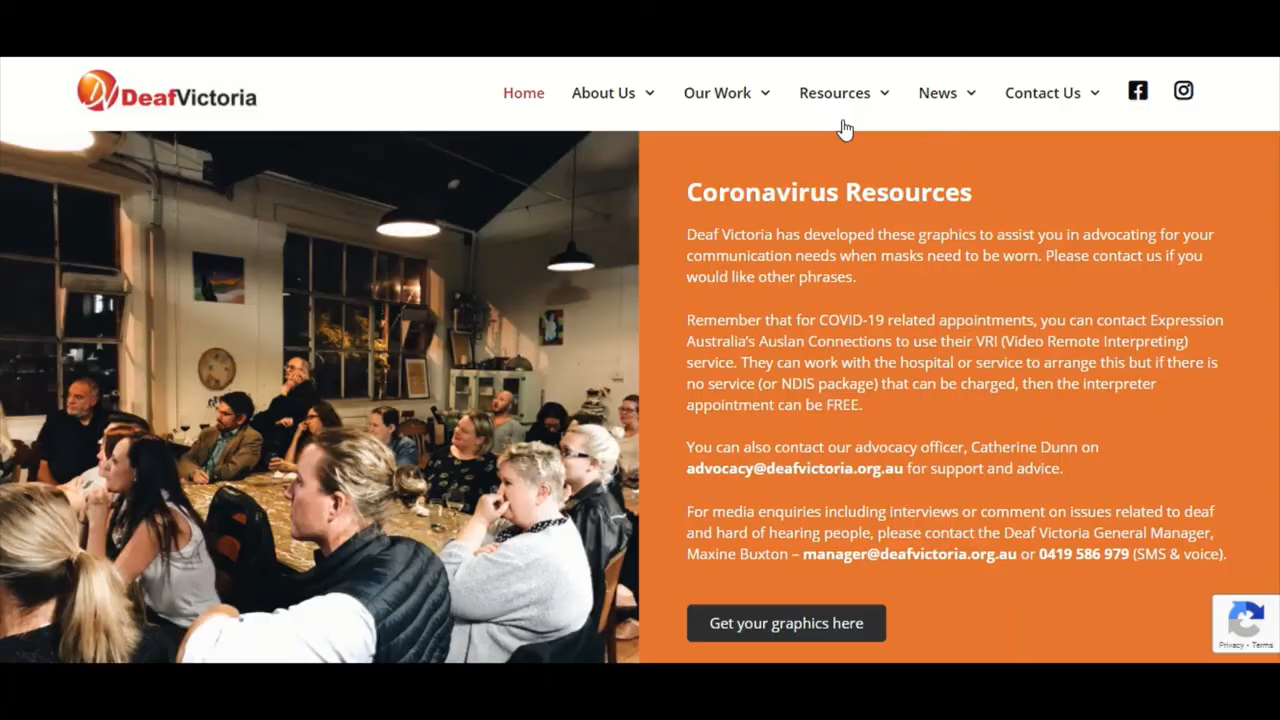 DeafVictoria
Home About Us Our Work Resources News Contact Us
Coronavirus Resources
Deaf Victoria has developed these graphics to assist you in advocating for your
communication needs when masks need to be worn. Please contact us if you
would like other phrases.
Remember that for COVID-19 related appointments, you can contact Expression
Australia’s Auslan Connections to use their VRI (Video Remote Interpreting)
service. They can work with the hospital or service to arrange this but if there is
no service (or NDIS package) that can be charged, then the interpreter
appointment can be FREE.
You can also contact our advocacy officer, Catherine Dunn on
advocacy@deafvictoria.org.au for support and advice.
For media enquiries including interviews or comment on issues related to deaf
and hard of hearing people, please contact the Deaf Victoria General Manager,
Maxine Buxton – manager@deafvictoria.org.au or 0419 586 979 (SMS & voice).
Get your graphics here
Privacy - Terms